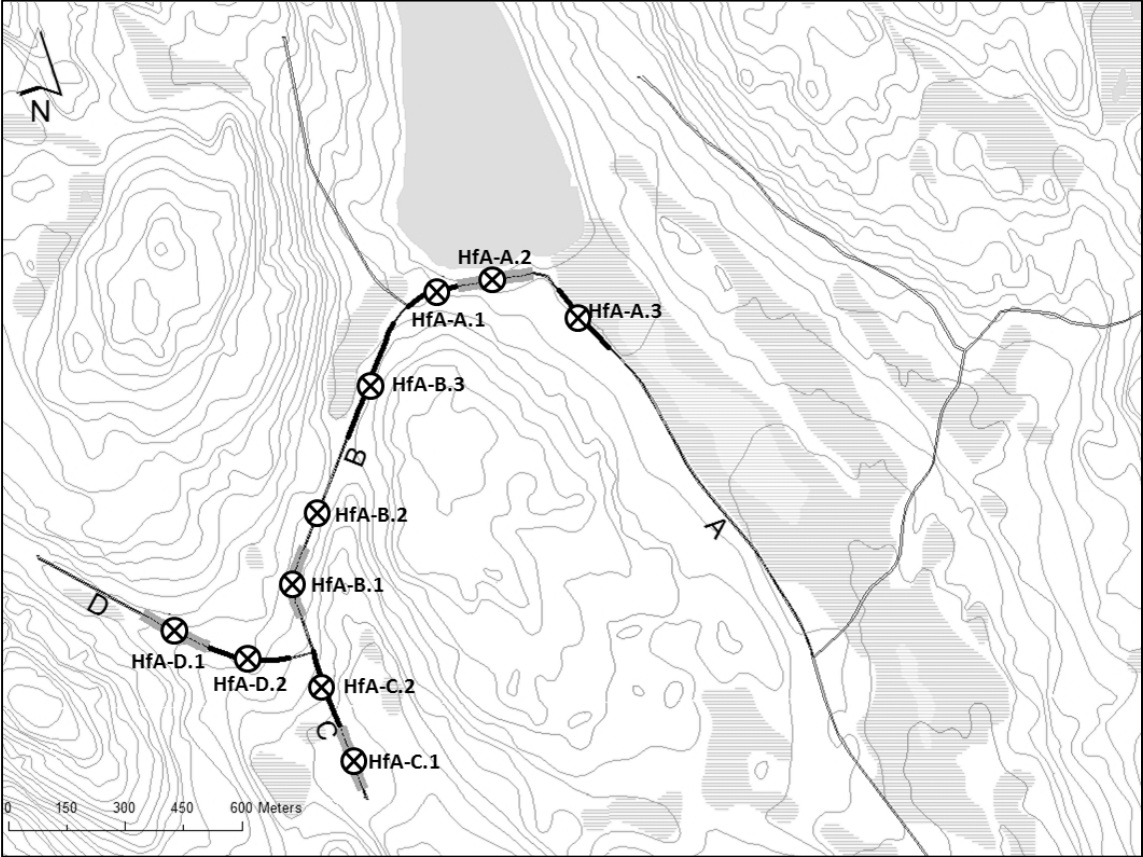 N
HfA-A.2
HfA-A.1
HfA-A.3
HfA-B.3
B
HfA-B.2
A
HfA-B.1
D
HfA-D.1
HfA-D.2
HfA-C.2
C
HfA-C.1
0 150 300 450 600 Meters